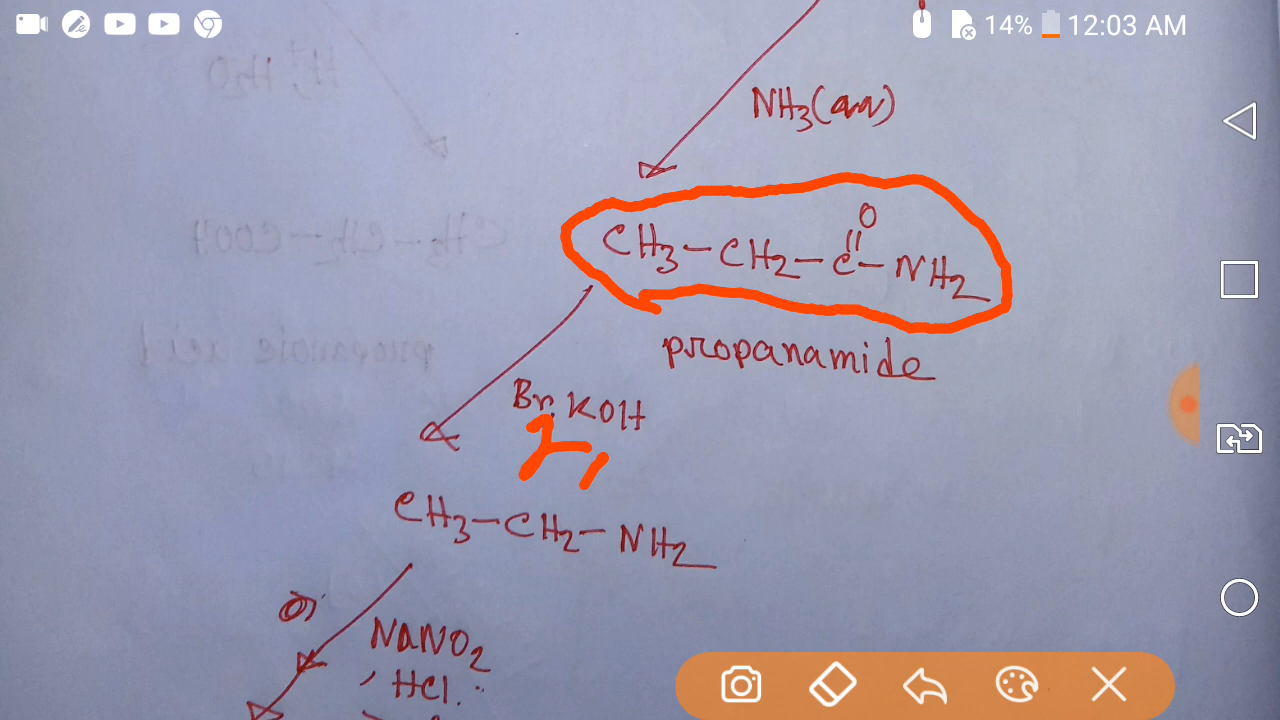 14% 12:03 AM
NH3(aq)
O
CH3-CH2-C-NH2
propanamide
Br2, KOH
CH3-CH2-NH2
NaNO2
, HCl